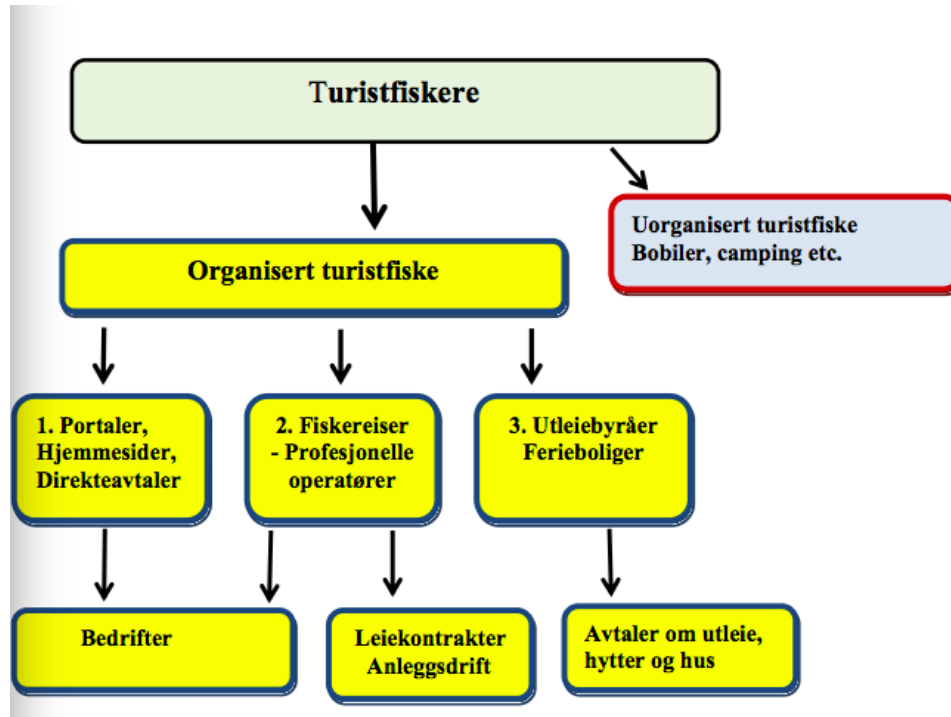 Turistfiskere
Uorganisert turistfiske
Bobiler, camping etc.
Organisert turistfiske
1. Portaler,
Hjemmesider,
Direkteavtaler
2. Fiskereiser
- Profesjonelle
operatører
3. Utleiebyråer
Ferieboliger
Bedrifter
Leiekontrakter
Anleggsdrift
Avtaler om utleie,
hytter og hus